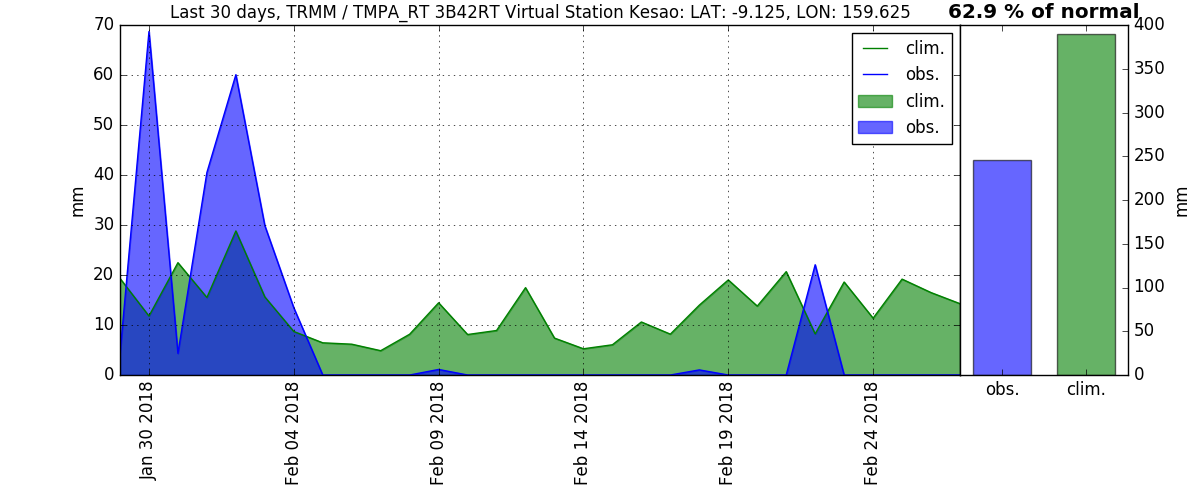 Last 30 days, TRMM / TMPA_RT 3B42RT Virtual Station Kesao: LAT: -9.125, LON: 159.625
62.9 % of normal
70
60
50
40
30
20
10
0
mm
clim.
obs.
clim.
obs.
400
350
300
250
200
150
100
50
0
mm
Jan 30 2018
Feb 04 2018
Feb 09 2018
Feb 14 2018
Feb 19 2018
Feb 24 2018
obs.
clim.